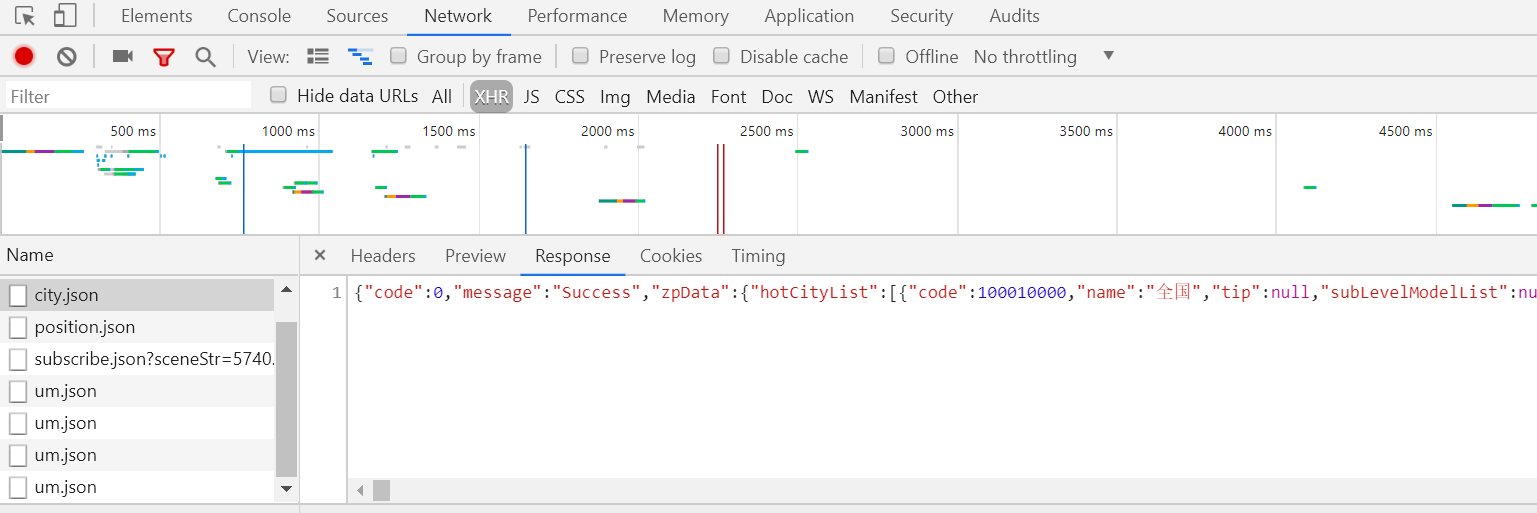 Elements Console Sources Network Performance Memory Application Security Audits
View: Group by frame Preserve log Disable cache Offline No throttling
Filter Hide data URLs All XHR JS CSS Img Media Font Doc WS Manifest Other
500 ms 1000 ms 1500 ms 2000 ms 2500 ms 3000 ms 3500 ms 4000 ms 4500 ms
Name × Headers Preview Response Cookies Timing
city.json
position.json
subscribe.json?sceneStr=5740.
um.json
um.json
um.json
um.json
1 {"code":0,"message":"Success","zpData":{"hotCityList":[{"code":100010000,"name":"全国","tip":null,"subLevelModelList":nu